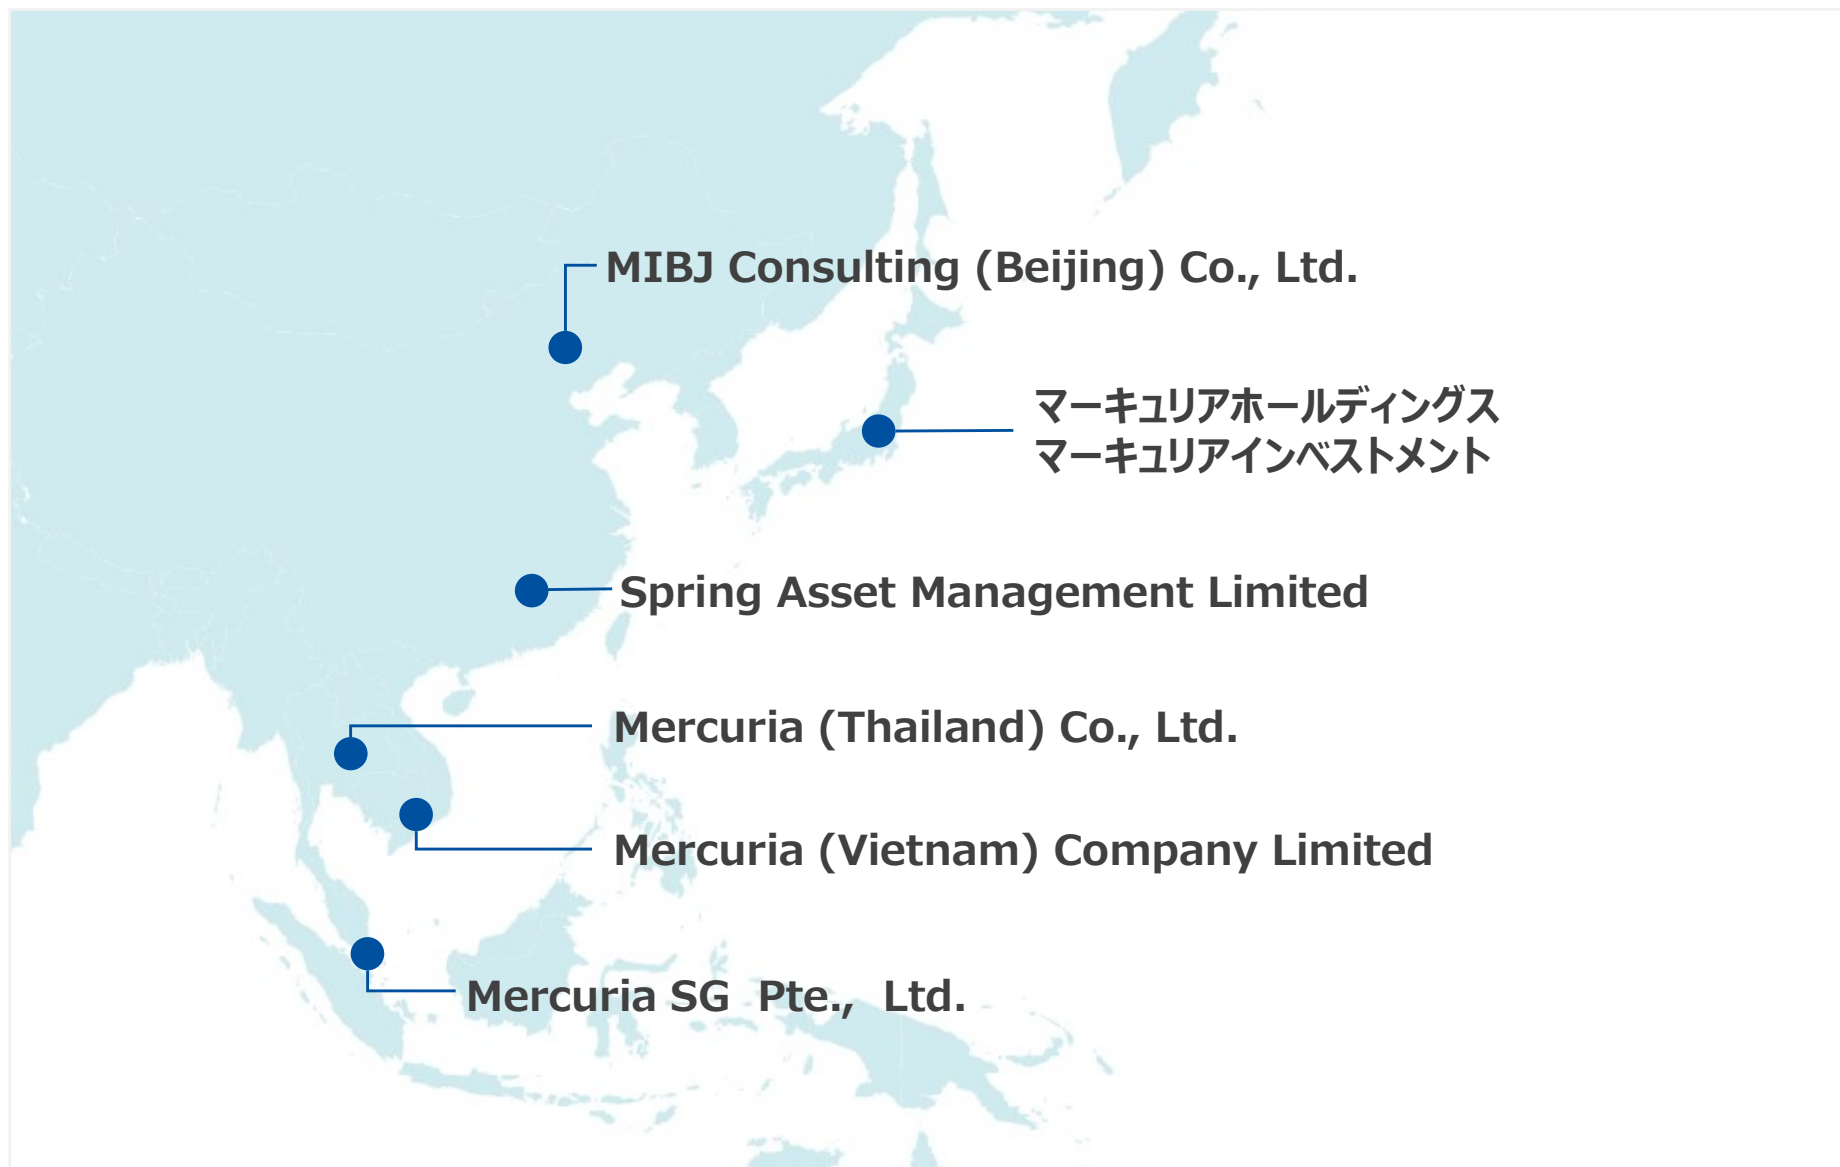 MIBJ Consulting (Beijing) Co., Ltd.
マーキュリアホールディングス
マーキュリアインベストメント
Spring Asset Management Limited
Mercuria (Thailand) Co., Ltd.
Mercuria (Vietnam) Company Limited
Mercuria SG Pte., Ltd.